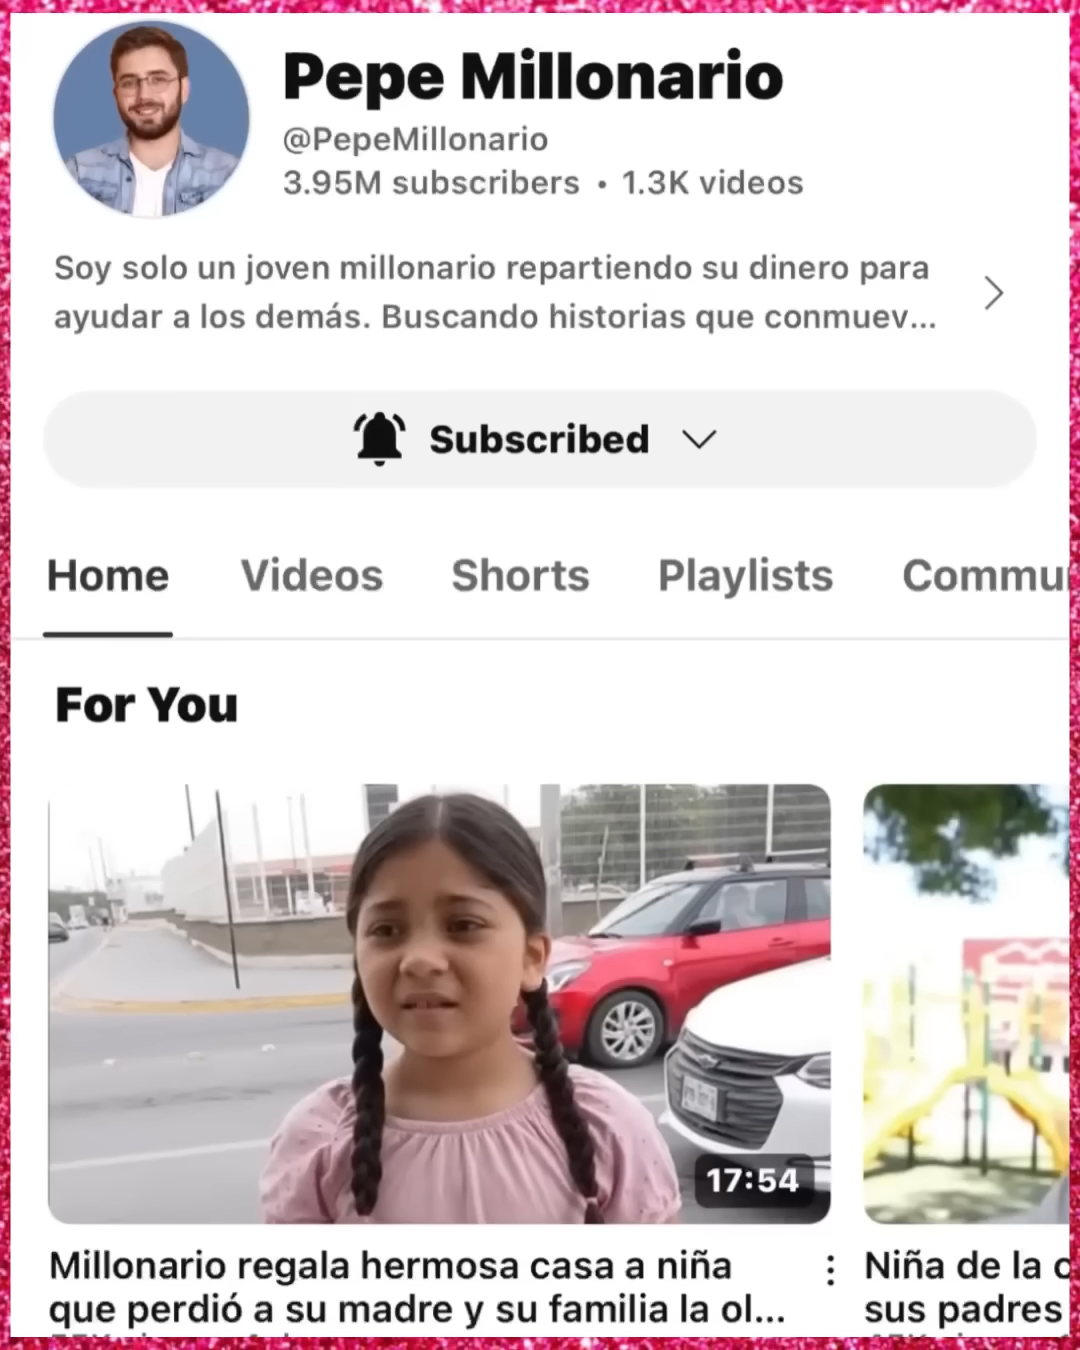 Pepe Millonario
@PepeMillonario
3.95M subscribers • 1.3K videos
Soy solo un joven millonario repartiendo su dinero para
ayudar a los demás. Buscando historias que conmuev...
Subscribed
Home Videos Shorts Playlists Commu
For You
17:54
Millonario regala hermosa casa a niña
que perdió a su madre y su familia la ol...
Niña de la c
sus padres